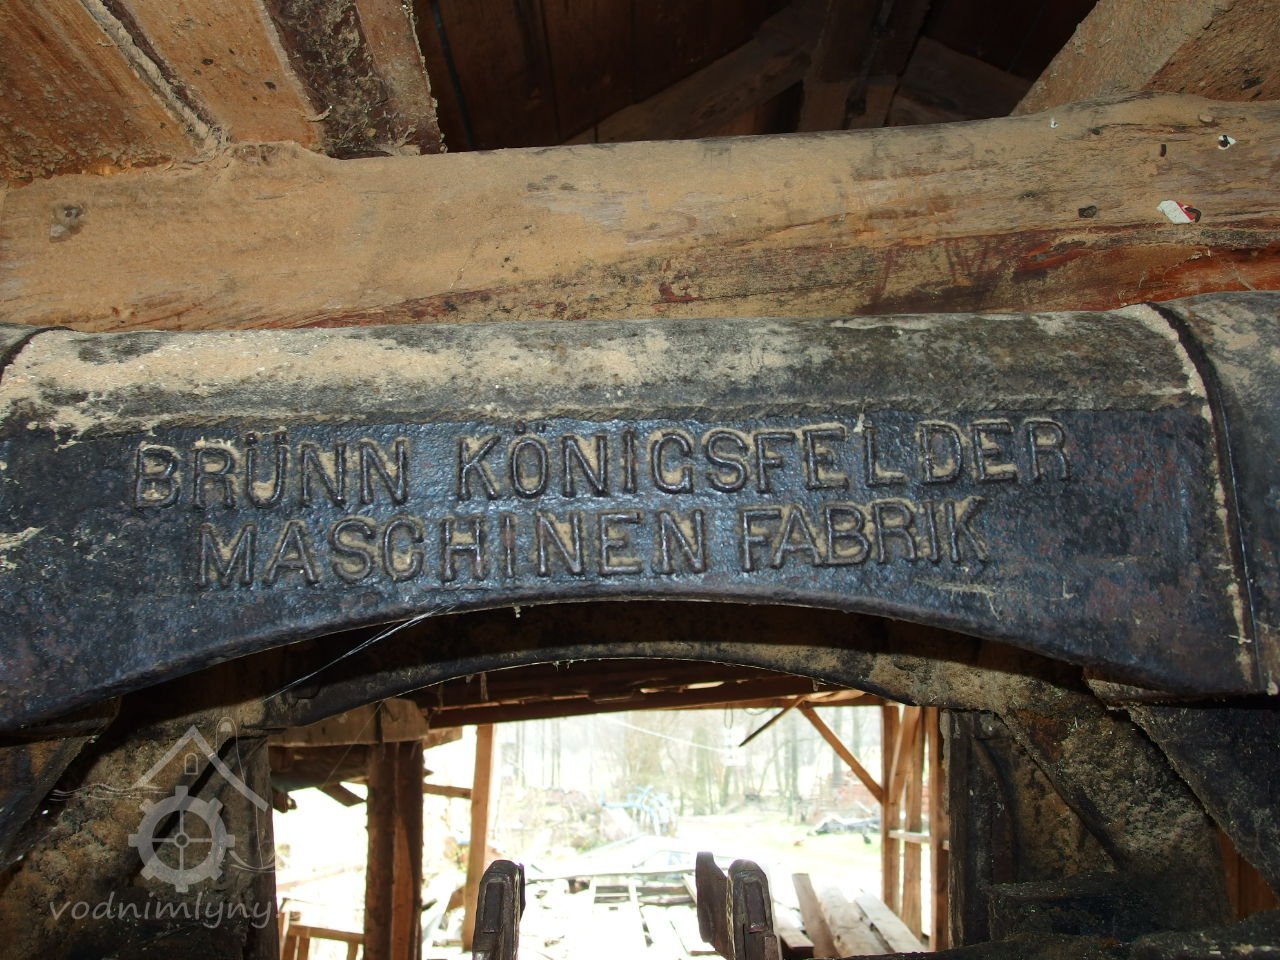 BRÜNN KÖNIGSFELDER
MASCHINEN FABRIK
vodnimlyny.